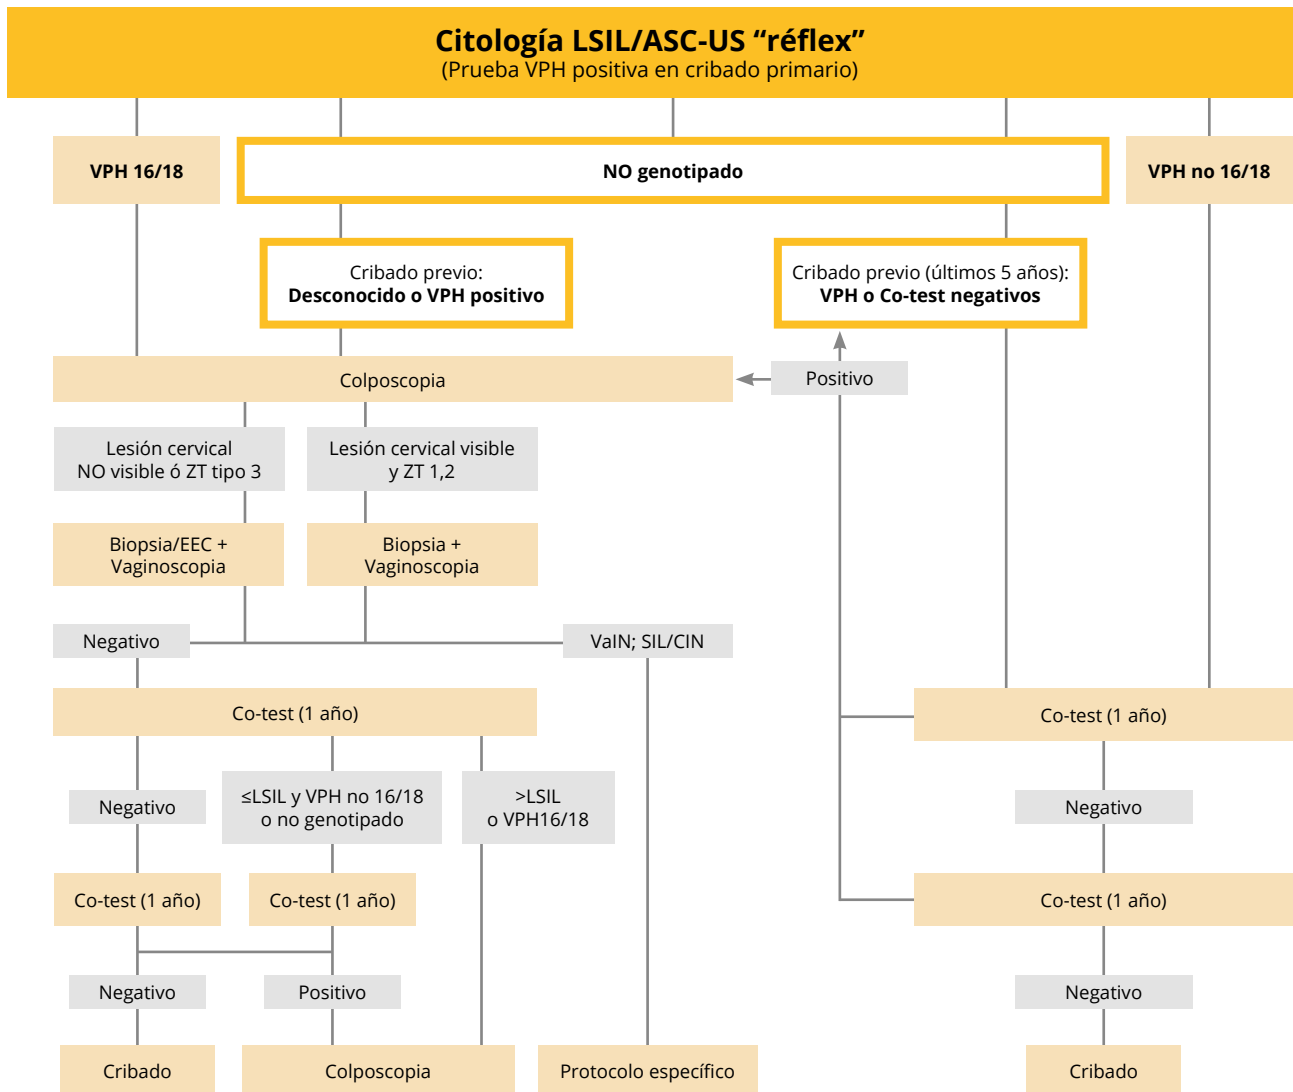 Citología LSIL/ASC-US “réflex”
(Prueba VPH positiva en cribado primario)
VPH 16/18
NO genotipado
VPH no 16/18
Cribado previo:
Desconocido o VPH positivo
Cribado previo (últimos 5 años):
VPH o Co-test negativos
Colposcopia
Positivo
Lesión cervical
NO visible ó ZT tipo 3
Lesión cervical visible
y ZT 1,2
Biopsia/EEC +
Vaginoscopia
Biopsia +
Vaginoscopia
Negativo
VaIN; SIL/CIN
Co-test (1 año)
Co-test (1 año)
Negativo
≤LSIL y VPH no 16/18
o no genotipado
>LSIL
o VPH16/18
Negativo
Co-test (1 año)
Co-test (1 año)
Co-test (1 año)
Negativo
Positivo
Negativo
Cribado
Colposcopia
Protocolo específico
Cribado